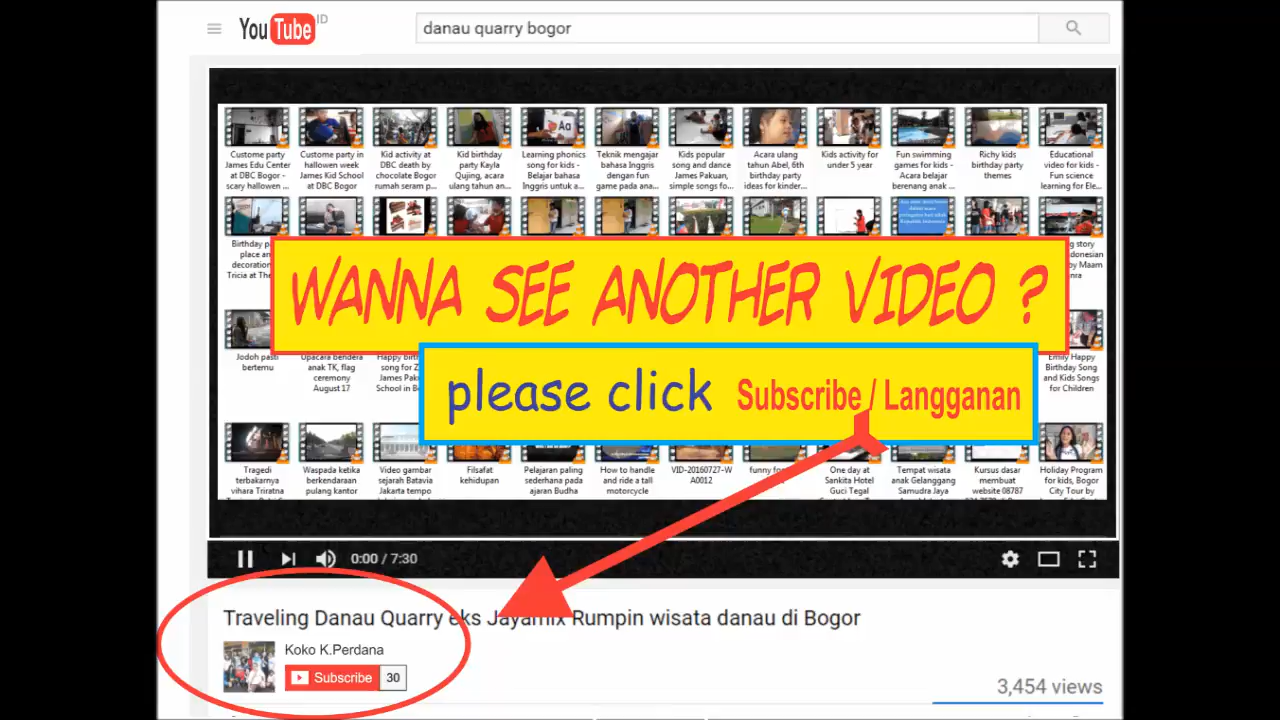 YouTube ID
danau quarry bogor
Custome party James Edu Center at DBC Bogor - scary hallowen ...
Custome party in hallowen week James Kid School at DBC Bogor
Kid activity at DBC death by chocolate Bogor rumah seram p...
Kid birthday party Kayla Qujing, acara ulang tahun an...
Learning phonics song for kids - Belajar bahasa Inggris untuk a...
Teknik mengajar bahasa Inggris dengan fun game pada ana...
Kids popular song and dance James Pakuan, simple songs fo...
Acara ulang tahun Abel, 6th birthday party ideas for kinder...
Kids activity for under 5 year
Fun swimming games for kids - Acara belajar berenang anak ...
Richy kids birthday party themes
Educational video for kids - Fun science learning for Ele...
WANNA SEE ANOTHER VIDEO ?
please click Subscribe / Langganan
Jodoh pasti bertemu
Upacara bendera anak TK, flag ceremony August 17
Emily Happy Birthday Song and Kids Songs for Children
Tragedi terbakarnya vihara Triratna
Waspada ketika berkendaraan pulang kantor
Video gambar sejarah Batavia Jakarta tempo
Filsafat kehidupan
Pelajaran paling sederhana pada ajaran Budha
How to handle and ride a tall motorcycle
VID-20160727-WA0012
funny fo
One day at Sankita Hotel Guci Tegal
Tempat wisata anak Gelanggang Samudra Jaya
Kursus dasar membuat website 08787
Holiday Program for kids, Bogor City Tour by
0:00 / 7:30
Traveling Danau Quarry eks Jayamix Rumpin wisata danau di Bogor
Koko K.Perdana
Subscribe 30
3,454 views